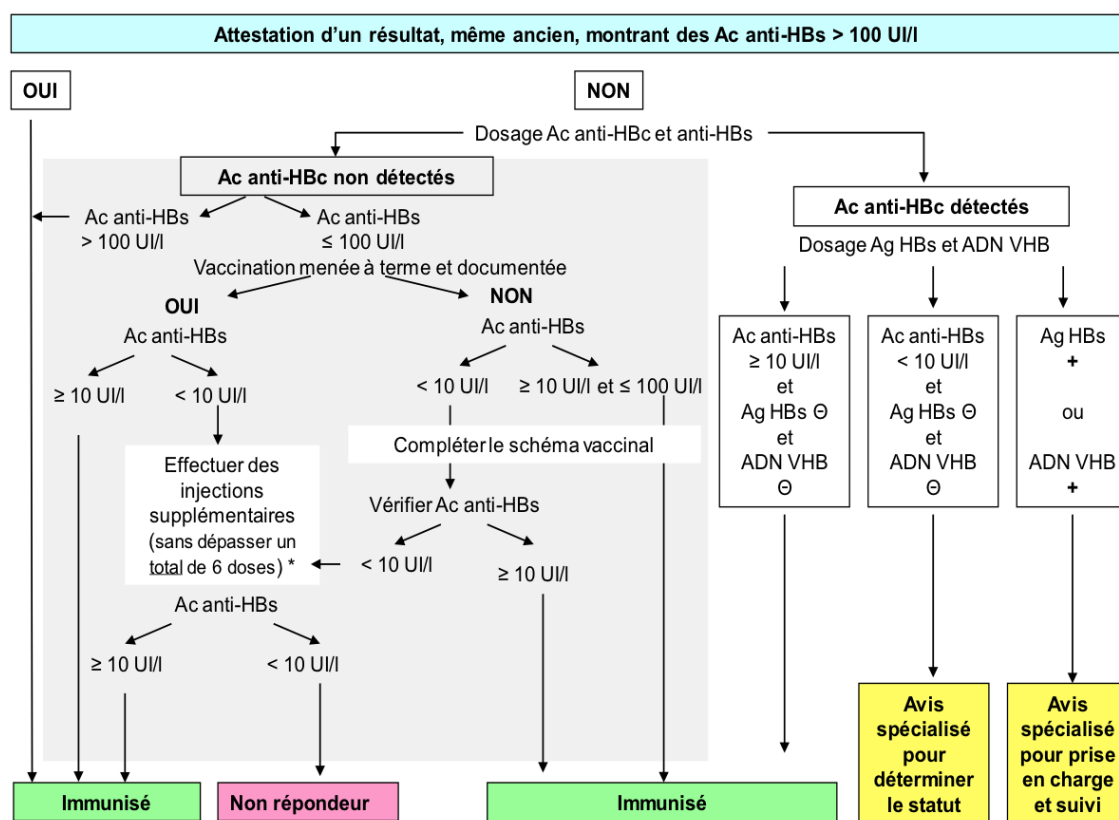 Attestation d'un résultat, même ancien, montrant des Ac anti-HBs > 100 UI/l
OUI
NON
Dosage Ac anti-HBc et anti-HBs
Ac anti-HBc non détectés
Ac anti-HBs
> 100 UI/l
Ac anti-HBs
≤ 100 UI/l
Vaccination menée à terme et documentée
OUI
Ac anti-HBs
≥ 10 UI/l
< 10 UI/l
NON
Ac anti-HBs
< 10 UI/l
≥ 10 UI/l et ≤ 100 UI/l
Effectuer des
injections
supplémentaires
(sans dépasser un
total de 6 doses) *
Compléter le schéma vaccinal
Vérifier Ac anti-HBs
< 10 UI/l
≥ 10 UI/l
Ac anti-HBs
≥ 10 UI/l
< 10 UI/l
Ac anti-HBc détectés
Dosage Ag HBs et ADN VHB
Ac anti-HBs
≥ 10 UI/l
et
Ag HBs Θ
et
ADN VHB
Θ
Ac anti-HBs
< 10 UI/l
et
Ag HBs Θ
et
ADN VHB
Θ
Ag HBs
+
ou
ADN VHB
+
Immunisé
Non répondeur
Immunisé
Avis
spécialisé
pour
déterminer
le statut
Avis
spécialisé
pour prise
en charge
et suivi